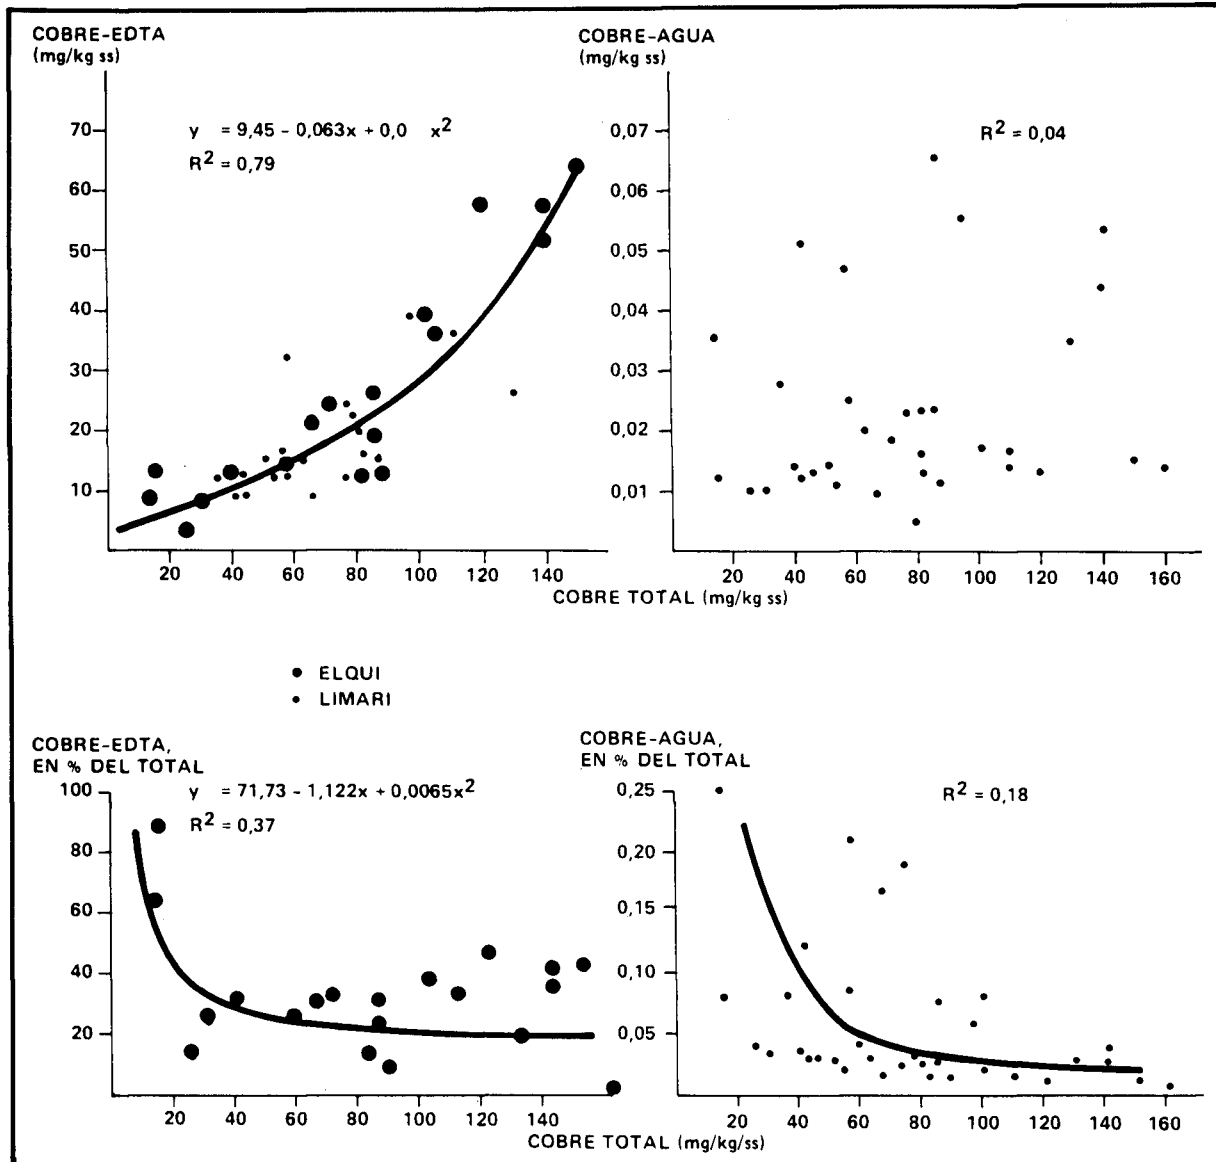 COBRE-EDTA
(mg/kg ss)
y = 9,45 - 0,063x + 0,0 x²
R² = 0,79
70
60
50
40
30
20
10
20 40 60 80 100 120 140
COBRE-AGUA
(mg/kg ss)
R² = 0,04
0,07
0,06
0,05
0,04
0,03
0,02
0,01
20 40 60 80 100 120 140 160
COBRE TOTAL (mg/kg ss)
ELQUI
LIMARI
COBRE-EDTA,
EN % DEL TOTAL
y = 71,73 - 1,122x + 0,0065x²
R² = 0,37
100
80
60
40
20
20 40 60 80 100 120 140
COBRE-AGUA,
EN % DEL TOTAL
R² = 0,18
0,25
0,20
0,15
0,10
0,05
20 40 60 80 100 120 140 160
COBRE TOTAL (mg/kg/ss)